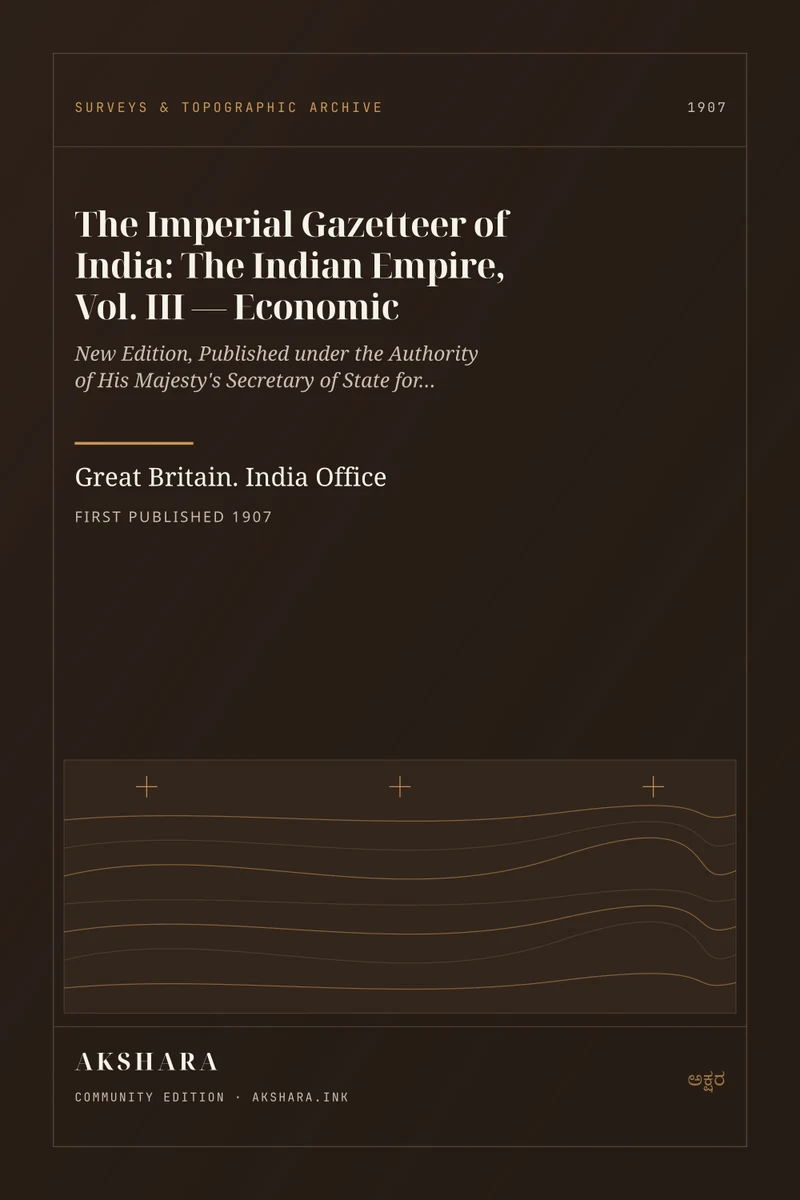 SURVEYS & TOPOGRAPHIC ARCHIVE 1907
The Imperial Gazetteer of
India: The Indian Empire,
Vol. III — Economic
New Edition, Published under the Authority
of His Majesty's Secretary of State for...
Great Britain. India Office
FIRST PUBLISHED 1907
AKSHARA
COMMUNITY EDITION · AKSHARA.INK
ಅಕ್ಷರ